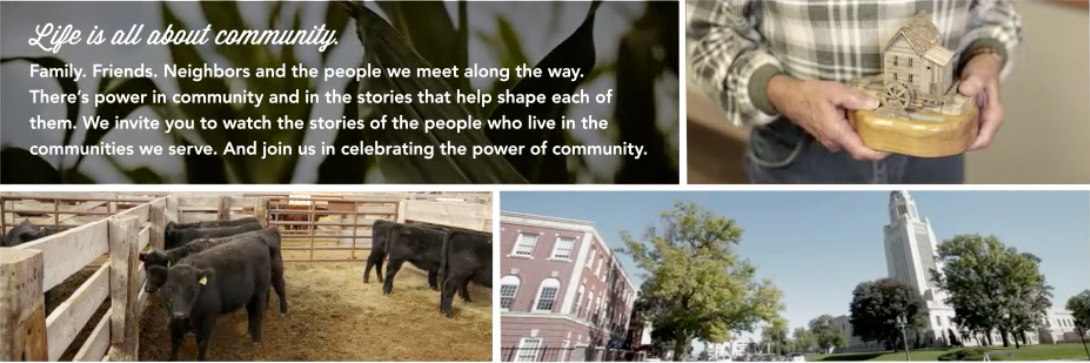 Life is all about community.
Family. Friends. Neighbors and the people we meet along the way.
There's power in community and in the stories that help shape each of
them. We invite you to watch the stories of the people who live in the
communities we serve. And join us in celebrating the power of community.